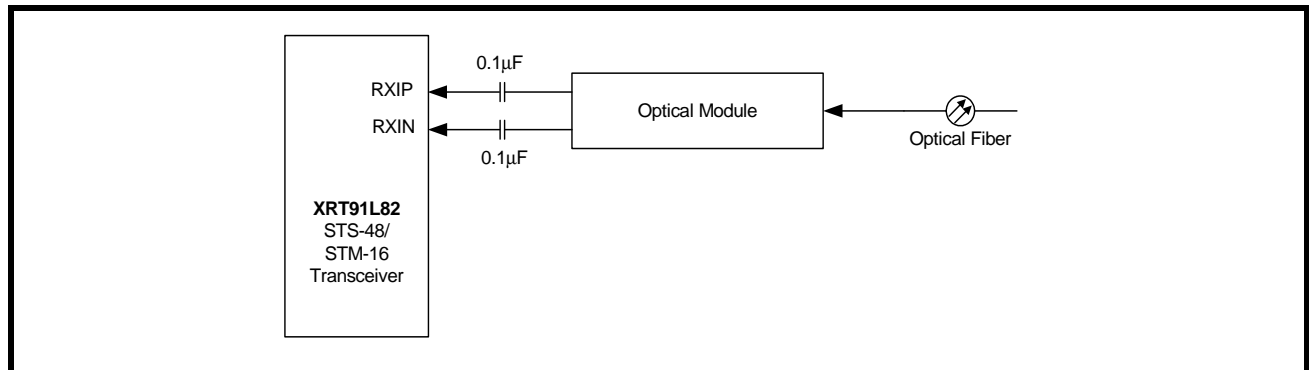 0.1μF
RXIP
RXIN
0.1μF
Optical Module
Optical Fiber
XRT91L82
STS-48/
STM-16
Transceiver